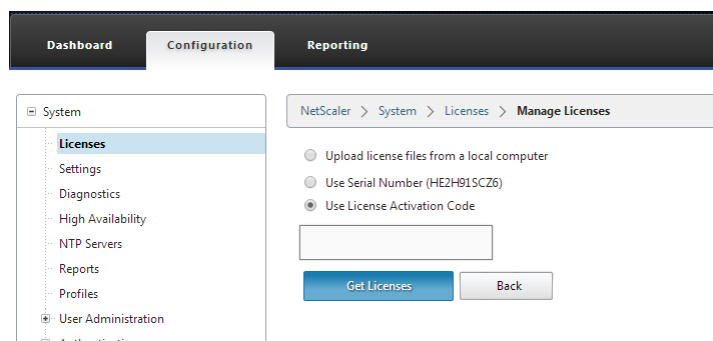 Dashboard Configuration Reporting
System
Licenses
Settings
Diagnostics
High Availability
NTP Servers
Reports
Profiles
User Administration
NetScaler > System > Licenses > Manage Licenses
Upload license files from a local computer
Use Serial Number (HE2H91SCZ6)
Use License Activation Code
Get Licenses Back